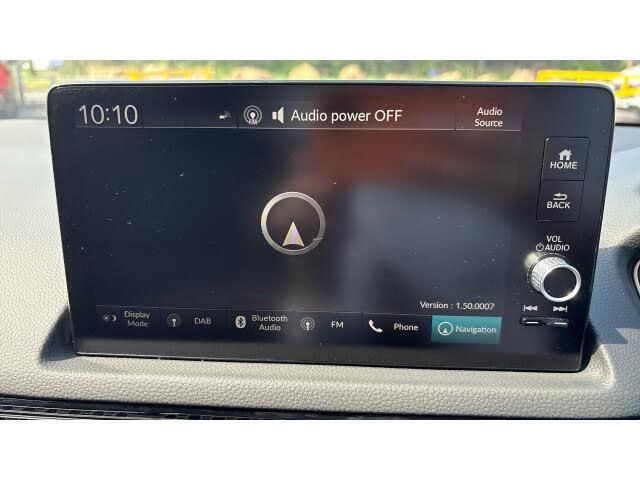 10:10
FM
Audio power OFF
Audio
Source
HOME
BACK
VOL
AUDIO
Version : 1.50.0007
Display
Mode
DAB
Bluetooth
Audio
FM
Phone
Navigation